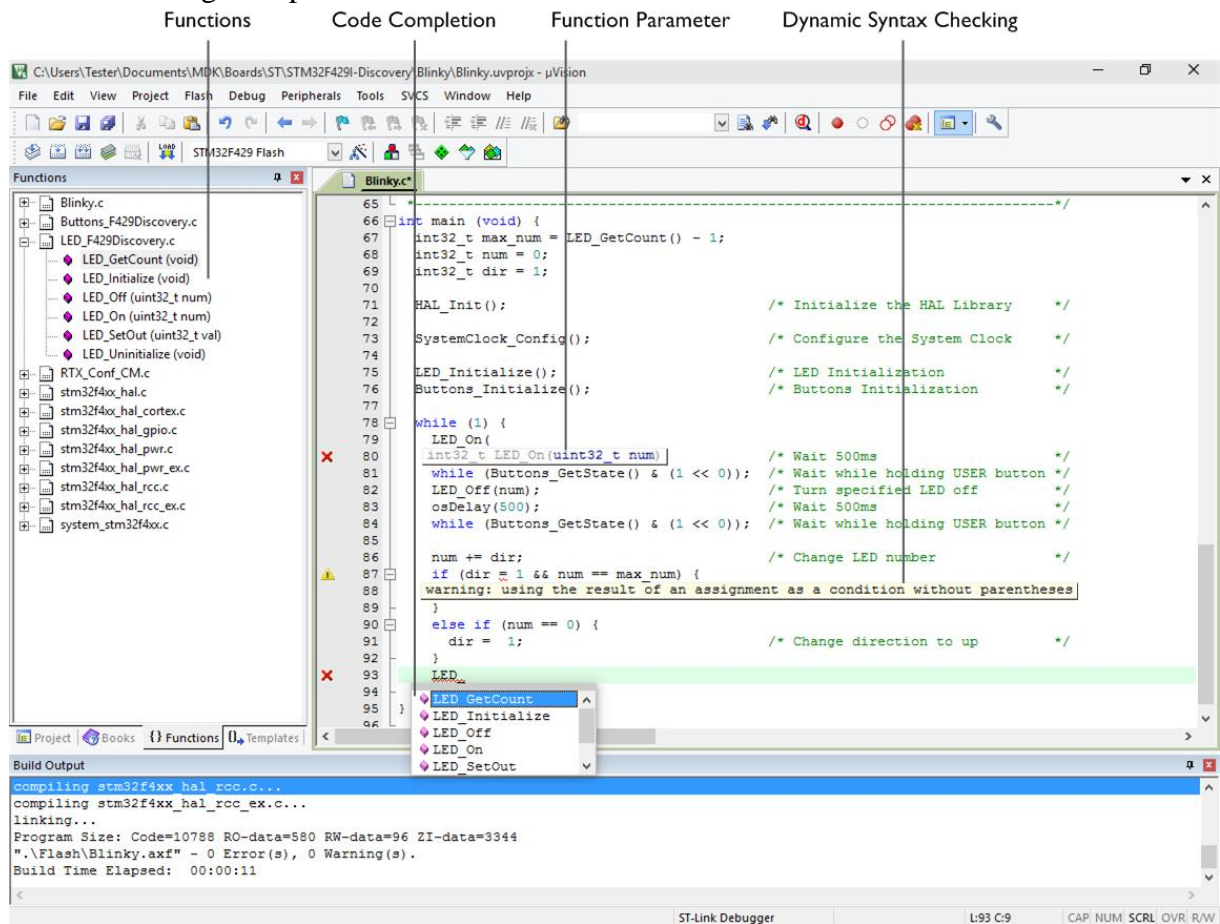 Functions Code Completion Function Parameter Dynamic Syntax Checking
C:\Users\Tester\Documents\MDK\Boards\ST\STM32F429I-Discovery\Blinky\Blinky.uvprojx - µVision
File Edit View Project Flash Debug Peripherals Tools SVCS Window Help
LOAD STM32F429 Flash
Functions
Blinky.c
Buttons_F429Discovery.c
LED_F429Discovery.c
LED_GetCount (void)
LED_Initialize (void)
LED_Off (uint32_t num)
LED_On (uint32_t num)
LED_SetOut (uint32_t val)
LED_Uninitialize (void)
RTX_Conf_CM.c
stm32f4xx_hal.c
stm32f4xx_hal_cortex.c
stm32f4xx_hal_gpio.c
stm32f4xx_hal_pwr.c
stm32f4xx_hal_pwr_ex.c
stm32f4xx_hal_rcc.c
stm32f4xx_hal_rcc_ex.c
system_stm32f4xx.c
Project Books {} Functions 0 Templates
Blinky.c*
65 *----------------------------------------------------------------------------*/
66 int main (void) {
67 int32_t max_num = LED_GetCount() - 1;
68 int32_t num = 0;
69 int32_t dir = 1;
70
71 HAL_Init(); /* Initialize the HAL Library */
72
73 SystemClock_Config(); /* Configure the System Clock */
74
75 LED_Initialize(); /* LED Initialization */
76 Buttons_Initialize(); /* Buttons Initialization */
77
78 while (1) {
79 LED_On(
80 int32_t LED_On(uint32_t num) /* Wait 500ms */
81 while (Buttons_GetState() & (1 << 0)); /* Wait while holding USER button */
82 LED_Off(num); /* Turn specified LED off */
83 osDelay(500); /* Wait 500ms */
84 while (Buttons_GetState() & (1 << 0)); /* Wait while holding USER button */
85
86 num += dir; /* Change LED number */
87 if (dir = 1 && num == max_num) {
88 warning: using the result of an assignment as a condition without parentheses
89 }
90 else if (num == 0) {
91 dir = 1; /* Change direction to up */
92 }
93 LED_
94
95 }
96
LED_GetCount
LED_Initialize
LED_Off
LED_On
LED_SetOut
Build Output
compiling stm32f4xx_hal_rcc.c...
compiling stm32f4xx_hal_rcc_ex.c...
linking...
Program Size: Code=10788 RO-data=580 RW-data=96 ZI-data=3344
".\Flash\Blinky.axf" - 0 Error(s), 0 Warning(s).
Build Time Elapsed: 00:00:11
ST-Link Debugger L:93 C:9 CAP NUM SCRL OVR R/W